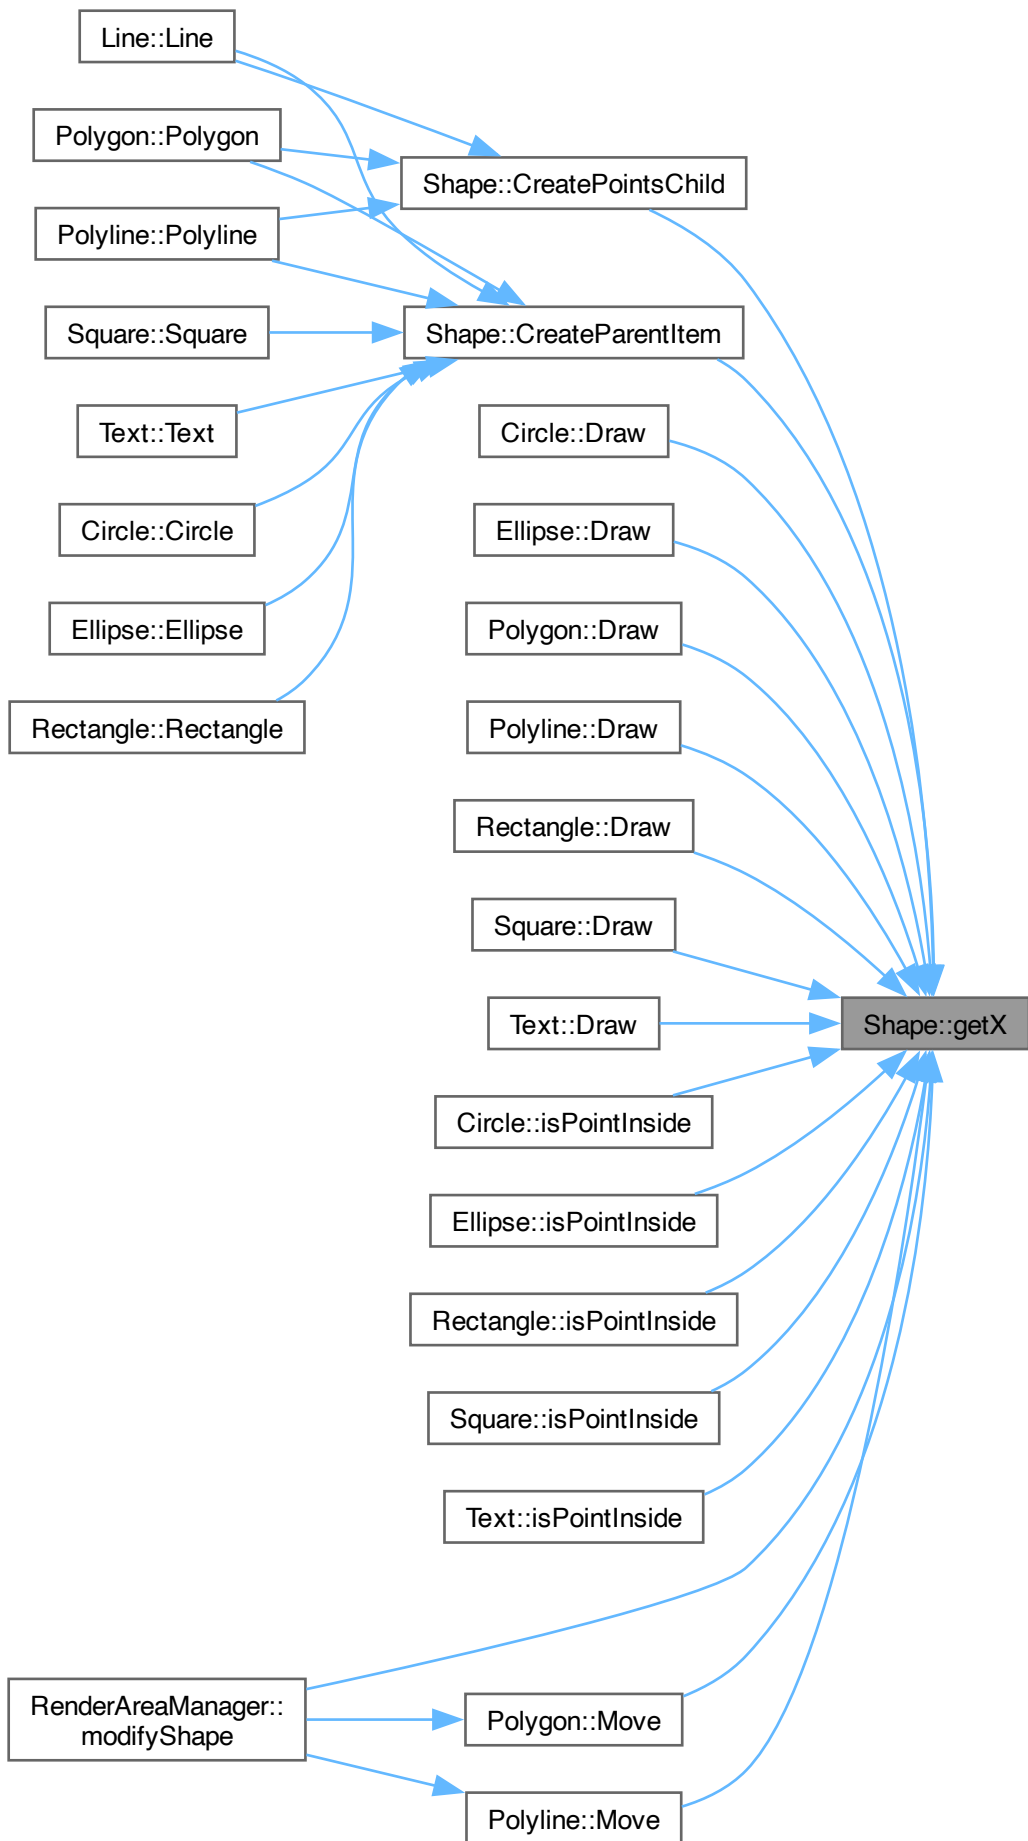 Line::Line
Polygon::Polygon
Shape::CreatePointsChild
Polyline::Polyline
Square::Square
Shape::CreateParentItem
Text::Text
Circle::Draw
Circle::Circle
Ellipse::Draw
Ellipse::Ellipse
Polygon::Draw
Rectangle::Rectangle
Polyline::Draw
Rectangle::Draw
Square::Draw
Text::Draw
Shape::getX
Circle::isPointInside
Ellipse::isPointInside
Rectangle::isPointInside
Square::isPointInside
Text::isPointInside
RenderAreaManager::
modifyShape
Polygon::Move
Polyline::Move